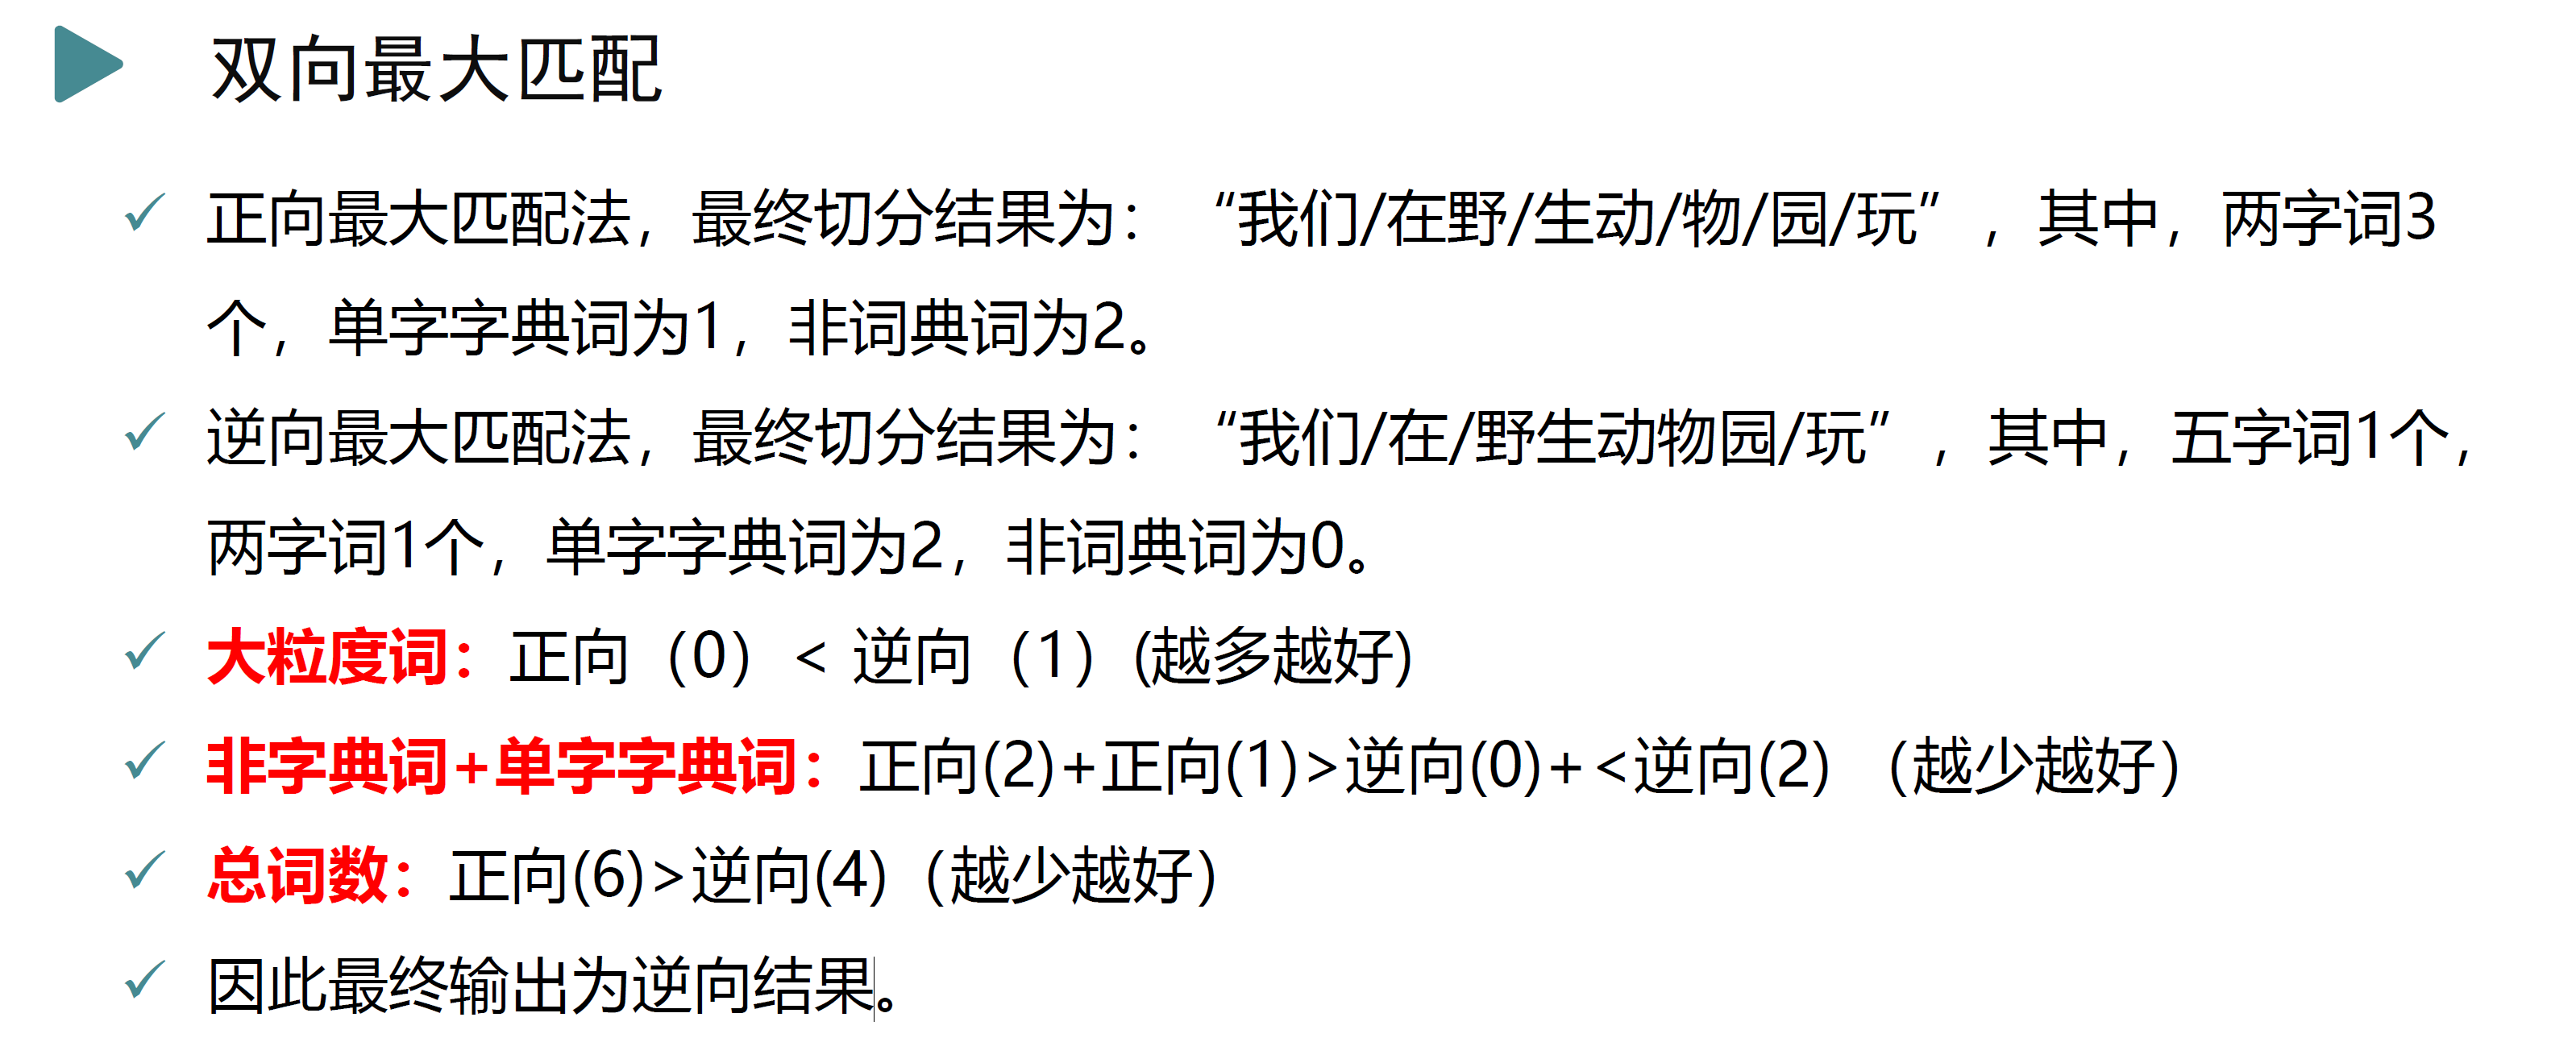 双向最大匹配
正向最大匹配法，最终切分结果为：“我们/在野/生动/物/园/玩”，其中，两字词3
个，单字字典词为1，非词典词为2。
逆向最大匹配法，最终切分结果为：“我们/在/野生动物园/玩”，其中，五字词1个，
两字词1个，单字字典词为2，非词典词为0。
大粒度词：正向（0）< 逆向（1）(越多越好)
非字典词+单字字典词：正向(2)+正向(1)>逆向(0)+<逆向(2) （越少越好）
总词数：正向(6)>逆向(4)（越少越好）
因此最终输出为逆向结果。